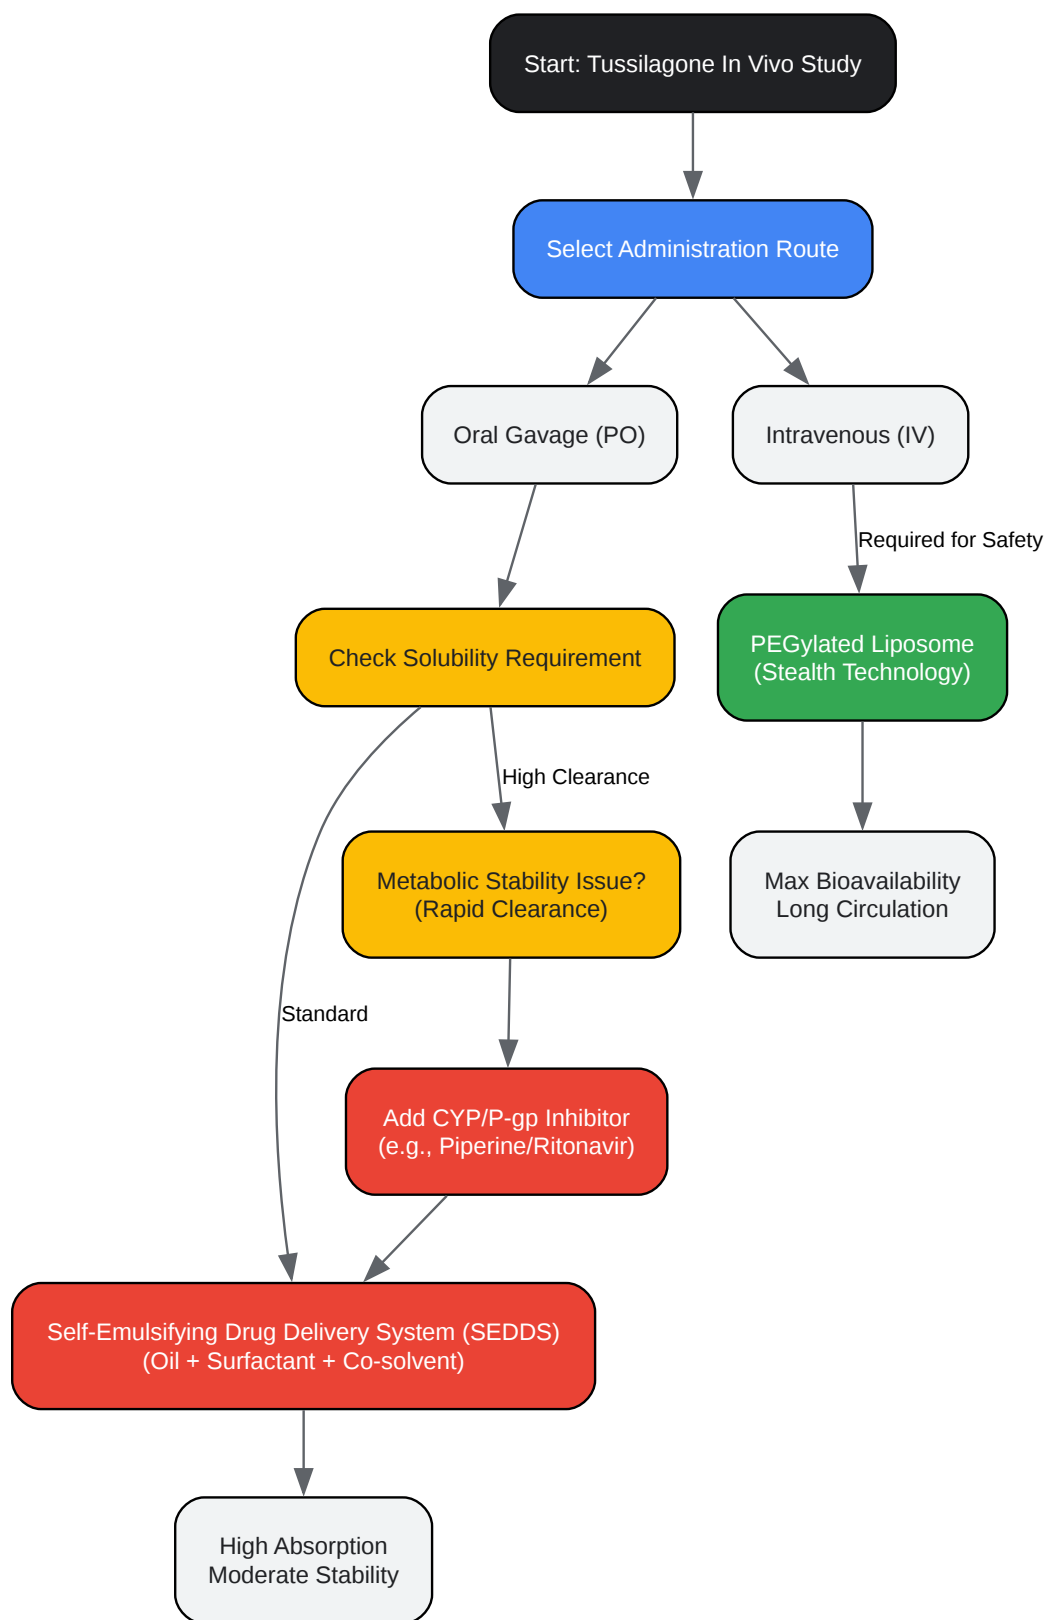 Start: Tussilagone In Vivo Study
Select Administration Route
Oral Gavage (PO)
Intravenous (IV)
Required for Safety
Check Solubility Requirement
PEGylated Liposome
(Stealth Technology)
High Clearance
Metabolic Stability Issue?
(Rapid Clearance)
Max Bioavailability
Long Circulation
Standard
Add CYP/P-gp Inhibitor
(e.g., Piperine/Ritonavir)
Self-Emulsifying Drug Delivery System (SEDDS)
(Oil + Surfactant + Co-solvent)
High Absorption
Moderate Stability